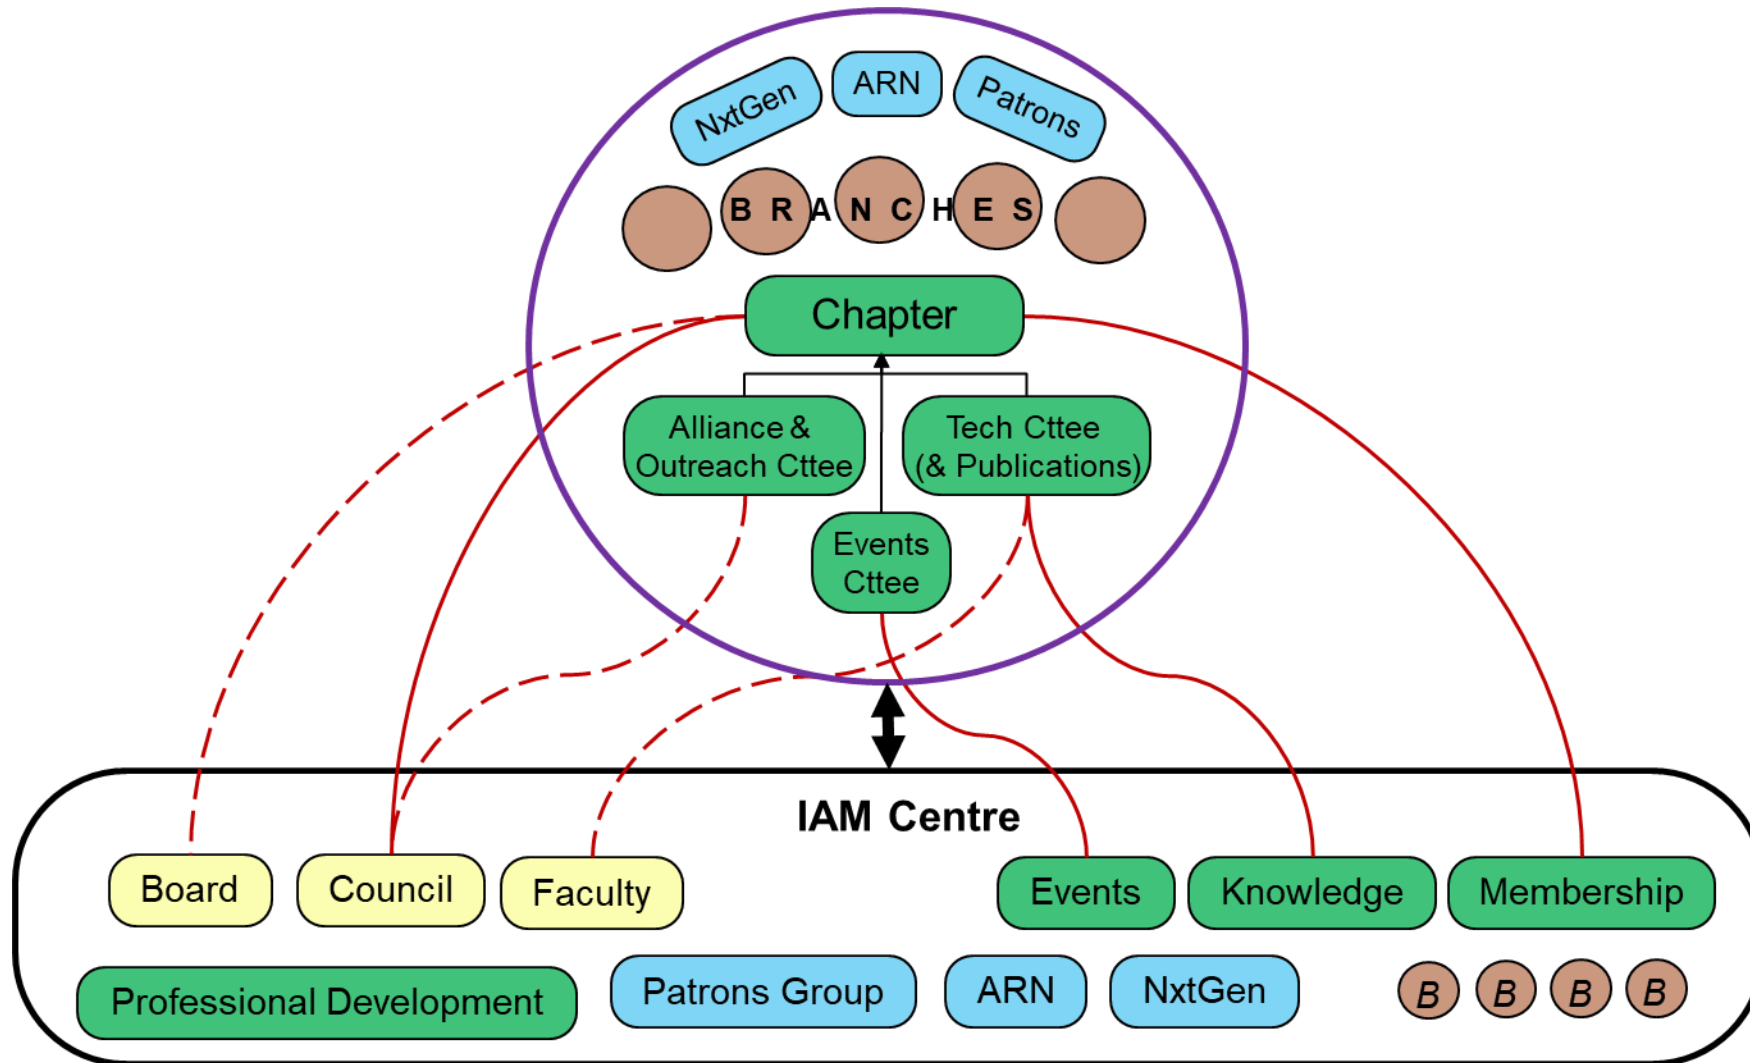 NxtGen
ARN
Patrons
BRANCHES
Chapter
Alliance &
Outreach Cttee
Tech Cttee
(& Publications)
Events
Cttee
IAM Centre
Board
Council
Faculty
Events
Knowledge
Membership
Professional Development
Patrons Group
ARN
NxtGen
B
B
B
B